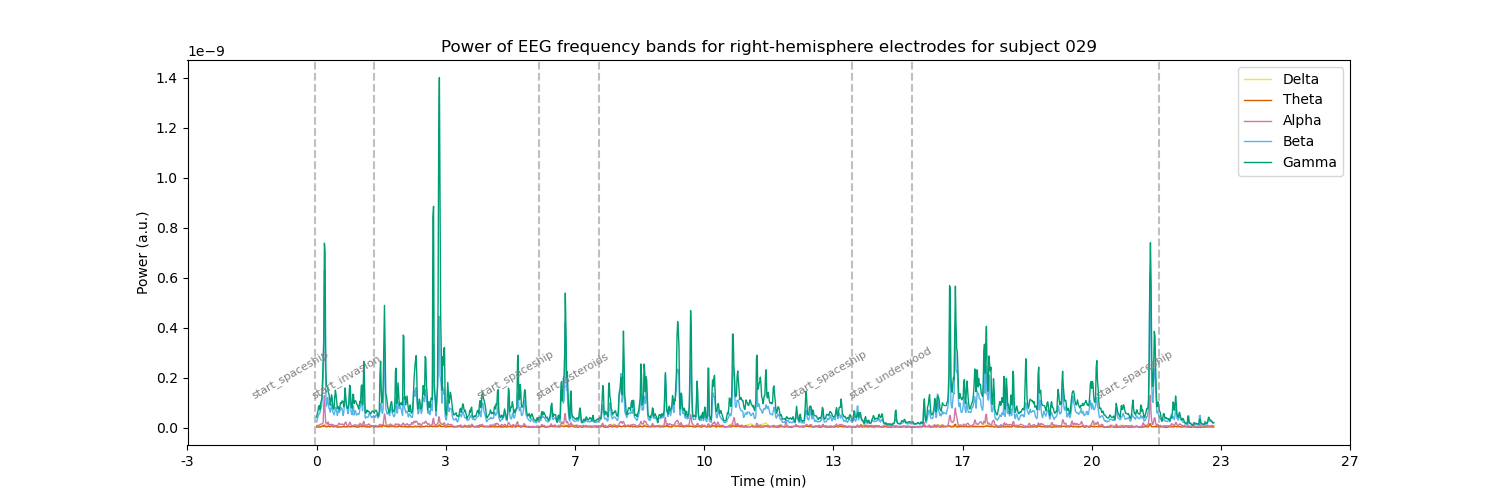 Power of EEG frequency bands for right-hemisphere electrodes for subject 029
1e−9
1.4
1.2
1.0
0.8
0.6
0.4
0.2
0.0
Power (a.u.)
Delta
Theta
Alpha
Beta
Gamma
start_spaceship
start_invasion
start_spaceship
start_asteroids
start_spaceship
start_underwood
start_spaceship
-3
0
3
7
10
13
17
20
23
27
Time (min)